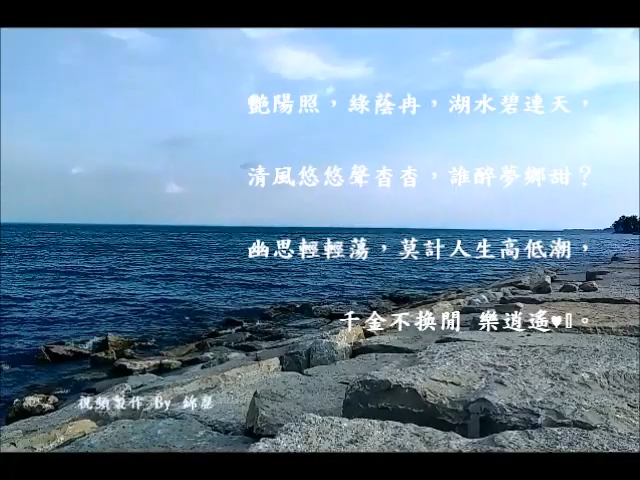 艷陽照，綠蔭冉，湖水碧連天，
清風悠悠聲杳杳，誰醉夢鄉甜？
幽思輕輕蕩，莫計人生高低潮，
千金不換閒 樂逍遙♥。
視頻製作 By 錦